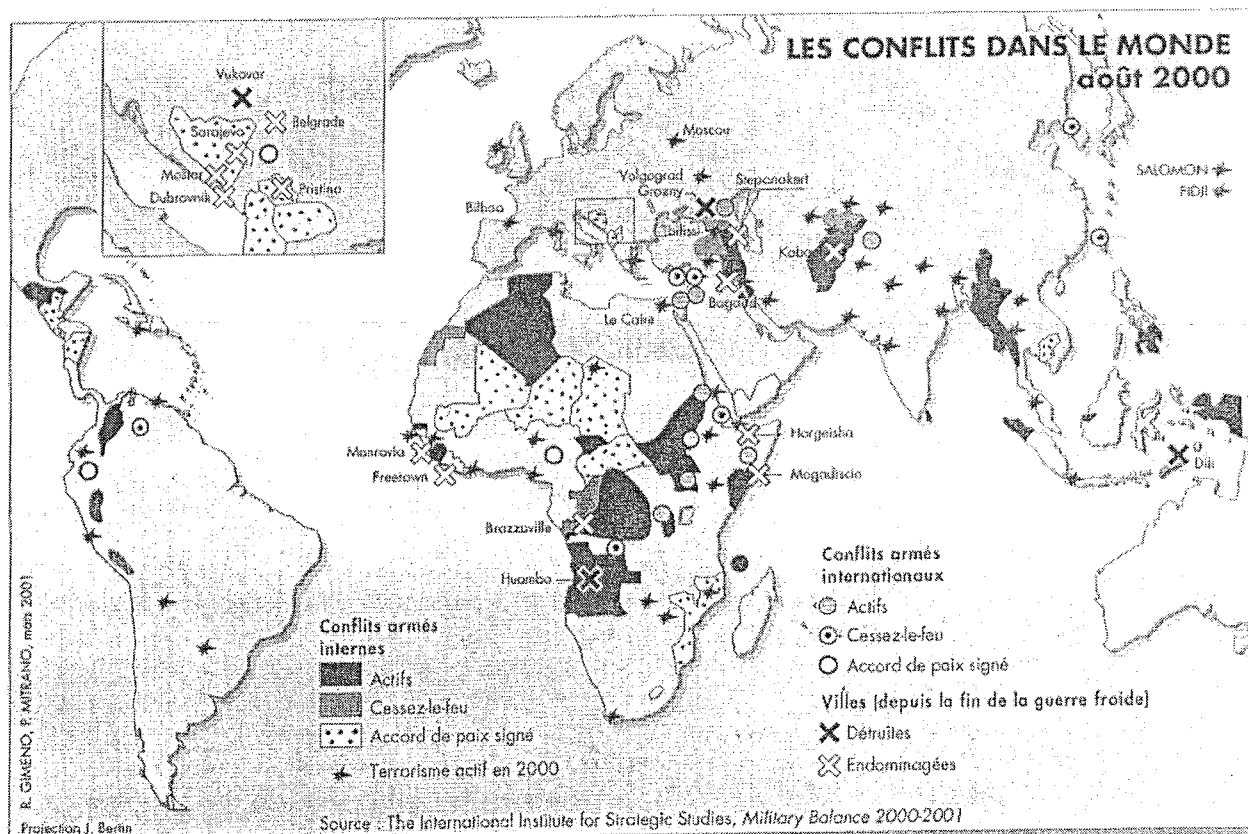 LES CONFLITS DANS LE MONDE
août 2000
Vukovar
Belgrade
Sarajevo
Mostar
Pristina
Dubrovnik
Moscou
SALOMON
FIDJI
Volgograd
Stepanakert
Grozny
Bilbao
Tbilissi
Bagdad
Le Caire
Hargeisha
Monrovia
Mogadiscio
Freetown
Dili
Brazzaville
Huambo
Conflits armés
internes
Actifs
Cessez-le-feu
Accord de paix signé
Terrorisme actif en 2000
Conflits armés
internationaux
Actifs
Cessez-le-feu
Accord de paix signé
Villes (depuis la fin de la guerre froide)
Détruites
Endommagées
R. GIMENO, P. MITRANO, mars 2001
Projection J. Bertin
Source : The International Institute for Strategic Studies, Military Balance 2000-2001